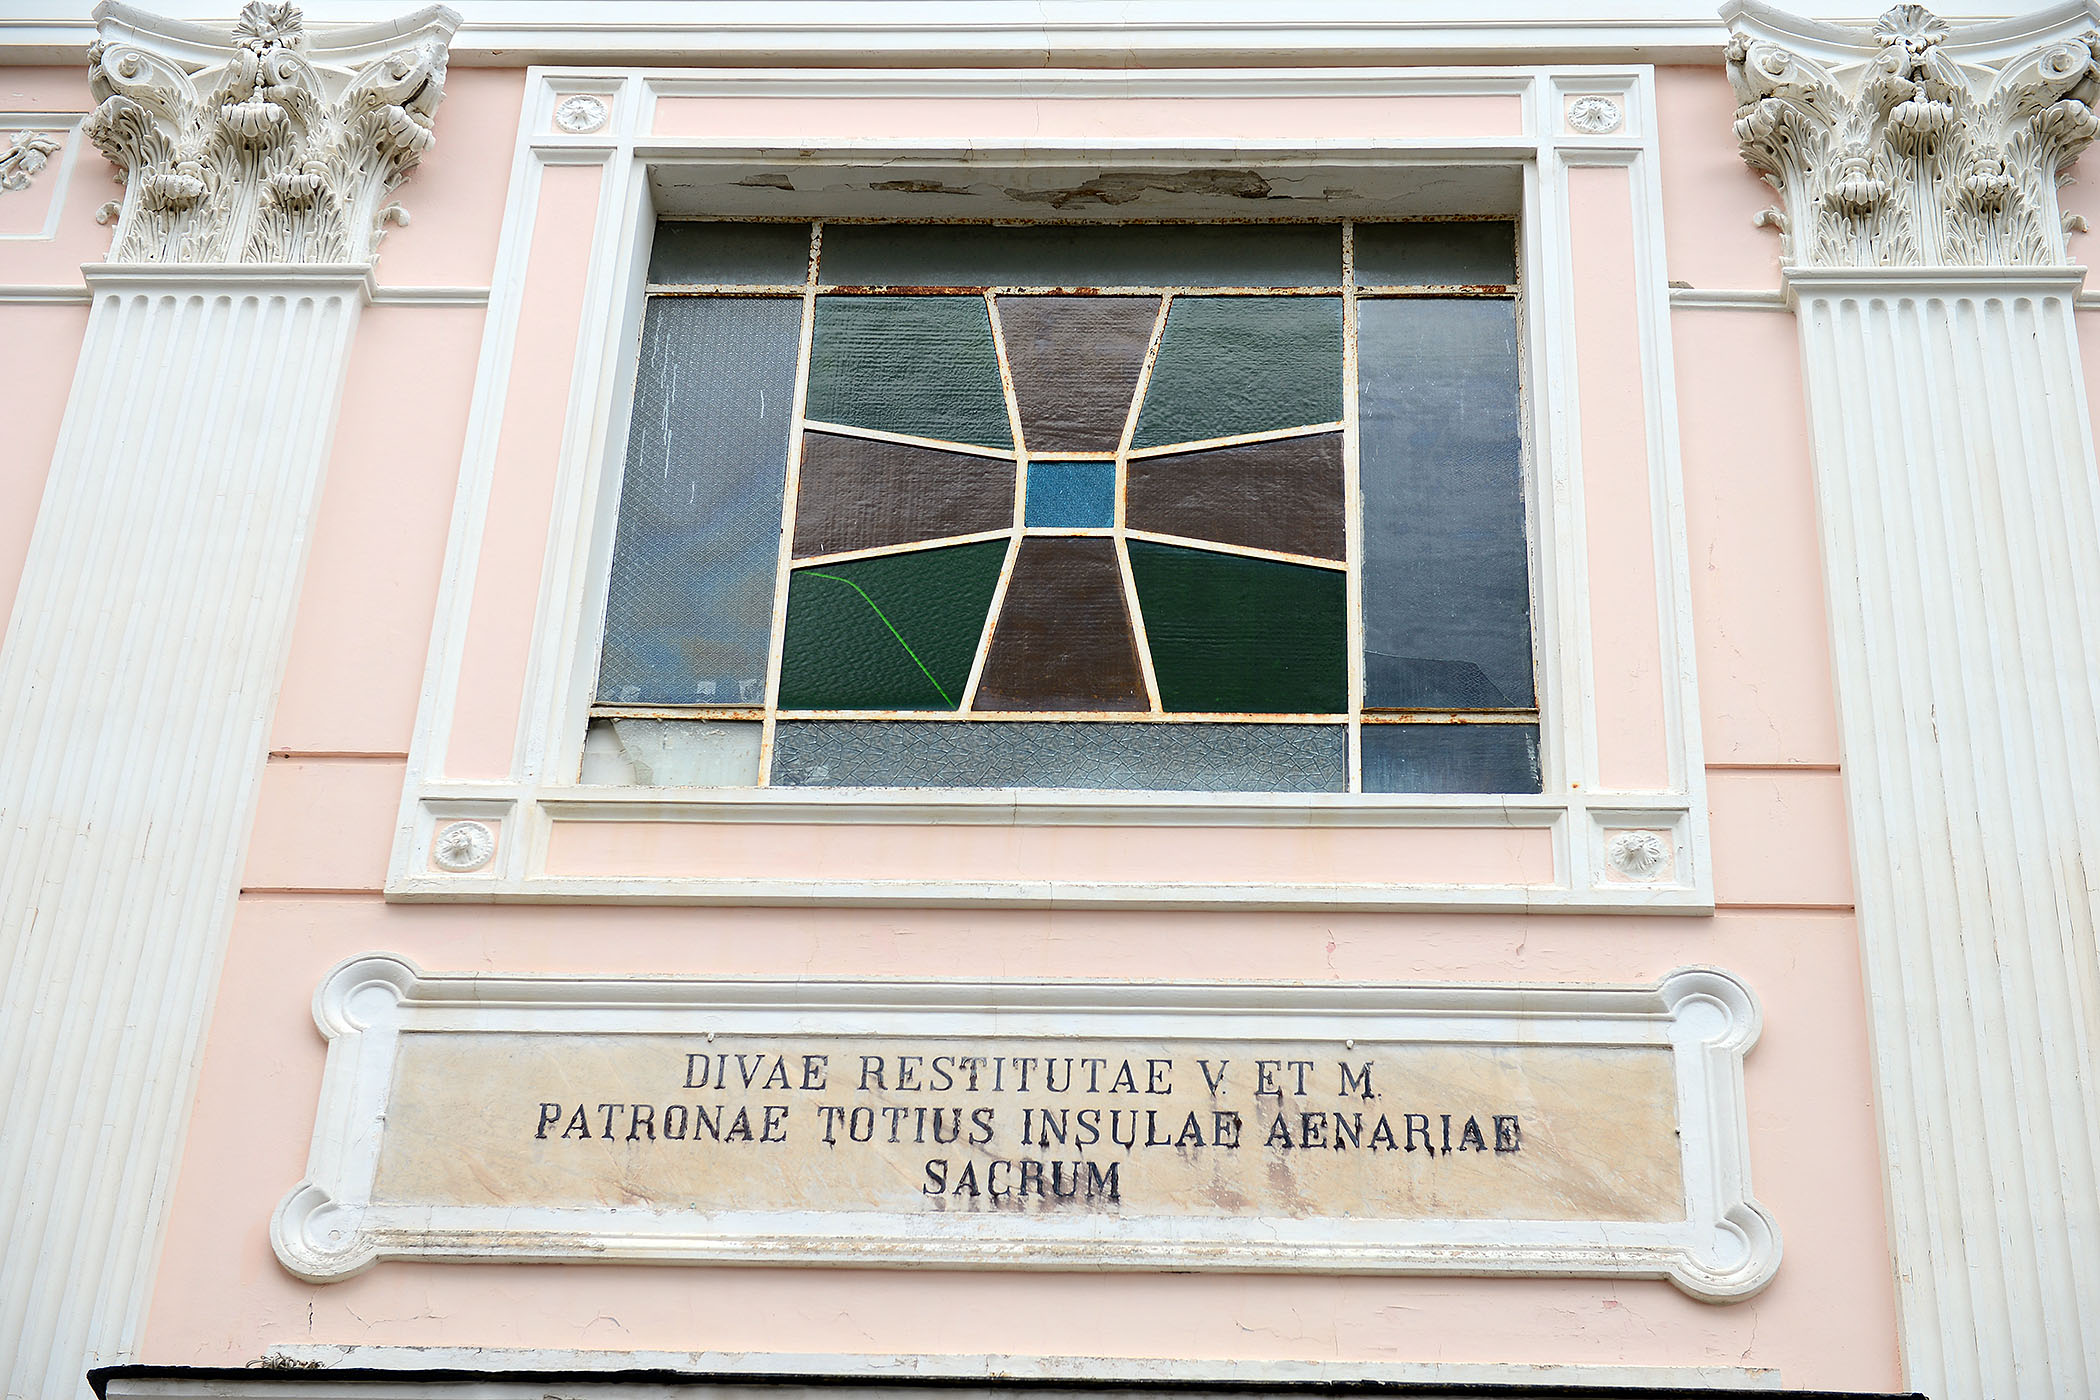 DIVAE RESTITUTAE V. ET M.
PATRONAE TOTIUS INSULAE AENARIAE
SACRUM